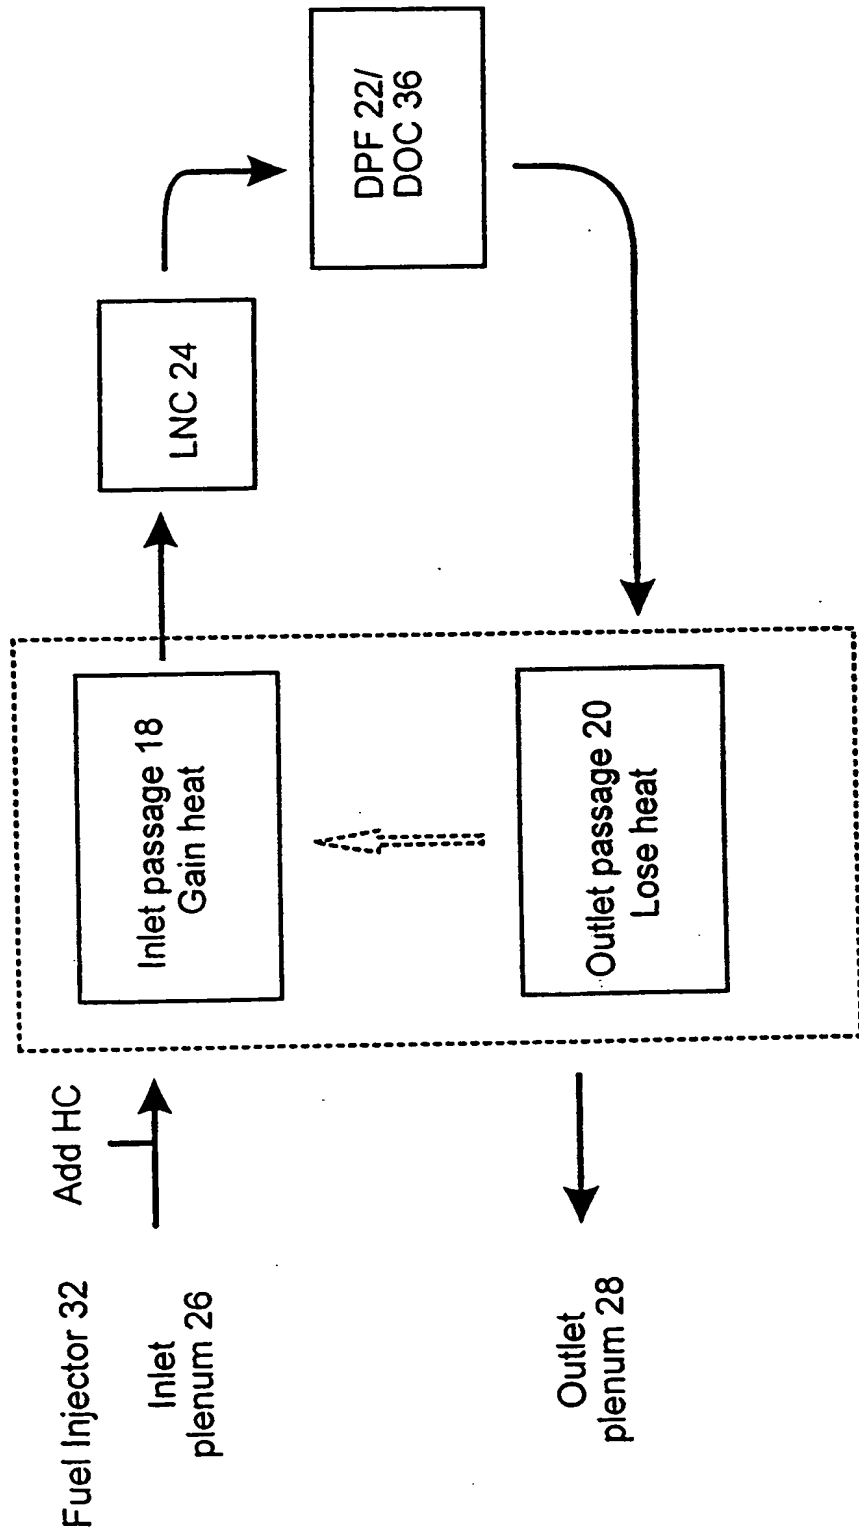 Fuel Injector 32
Add HC
Inlet
plenum 26
Inlet passage 18
Gain heat
LNC 24
DPF 22/
DOC 36
Outlet passage 20
Lose heat
Outlet
plenum 28